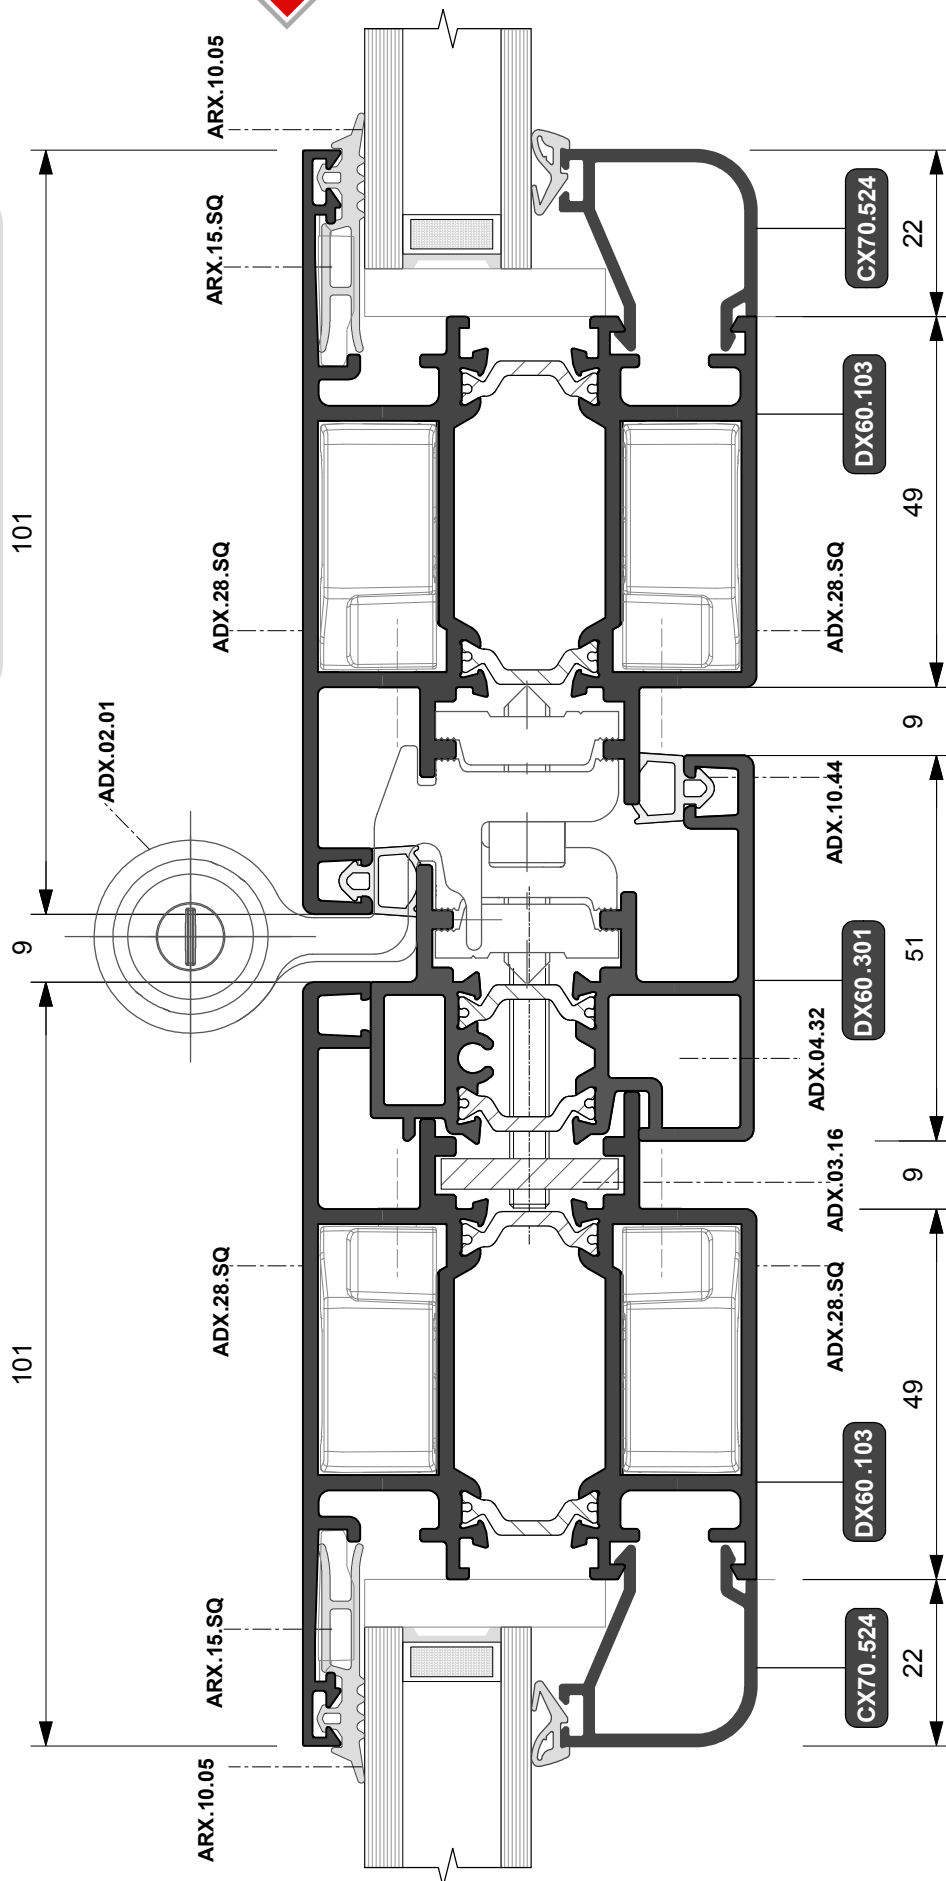 ARX.10.05
ARX.15.SQ
CX70.524
22
DX60.103
49
101
ADX.28.SQ
ADX.28.SQ
9
ADX.02.01
ADX.10.44
9
DX60.301
51
ADX.04.32
ADX.03.16
9
ADX.28.SQ
ADX.28.SQ
101
49
DX60.103
ARX.15.SQ
CX70.524
22
ARX.10.05